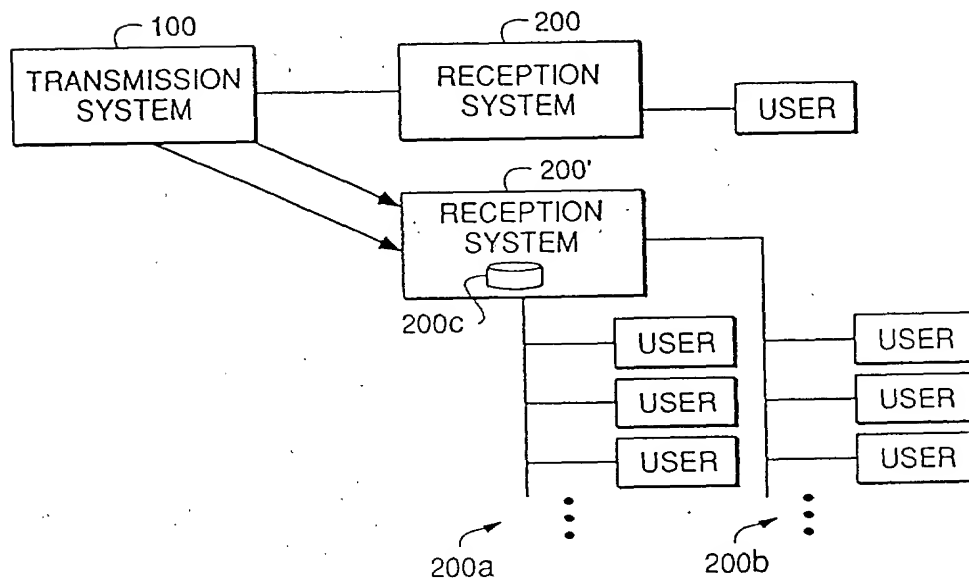 100
TRANSMISSION
SYSTEM
200
RECEPTION
SYSTEM
USER
200'
RECEPTION
SYSTEM
200c
USER
USER
USER
USER
USER
USER
200a
200b